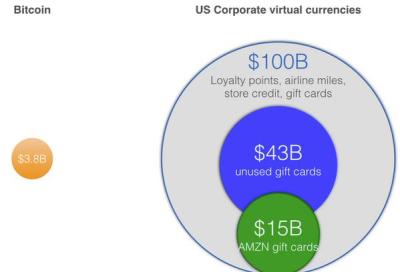 Bitcoin
US Corporate virtual currencies
$100B
Loyalty points, airline miles,
store credit, gift cards
$3.8B
$43B
unused gift cards
$15B
AMZN gift cards